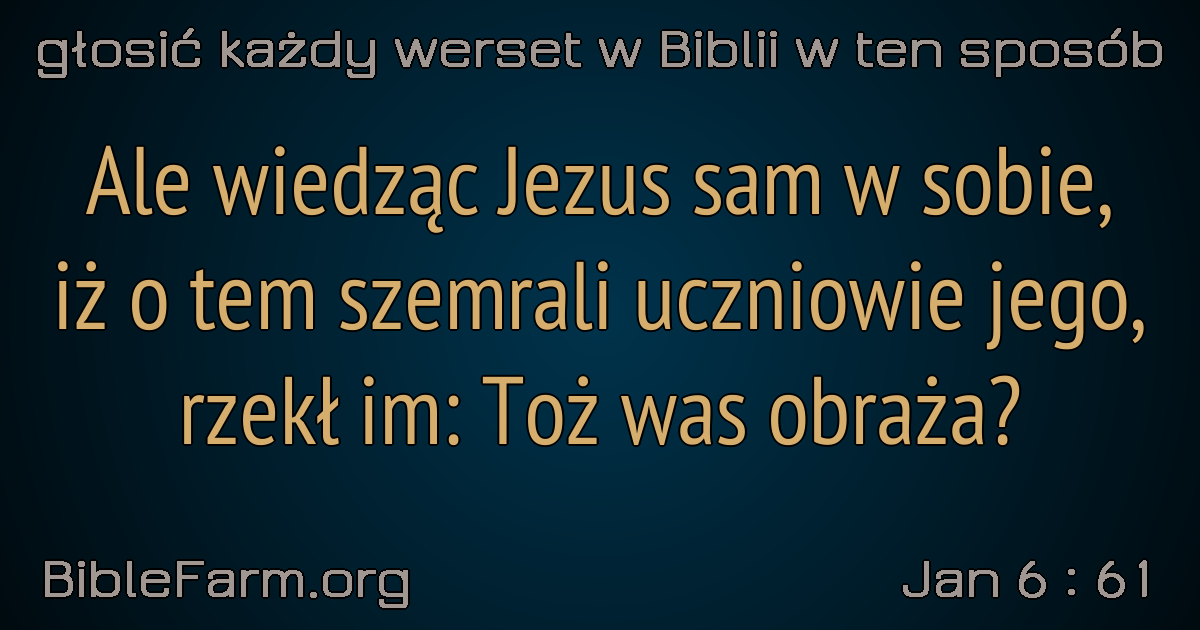 głosić każdy werset w Biblii w ten sposób
Ale wiedząc Jezus sam w sobie,
iż o tem szemrali uczniowie jego,
rzekł im: Toż was obraża?
BibleFarm.org
Jan 6 : 61